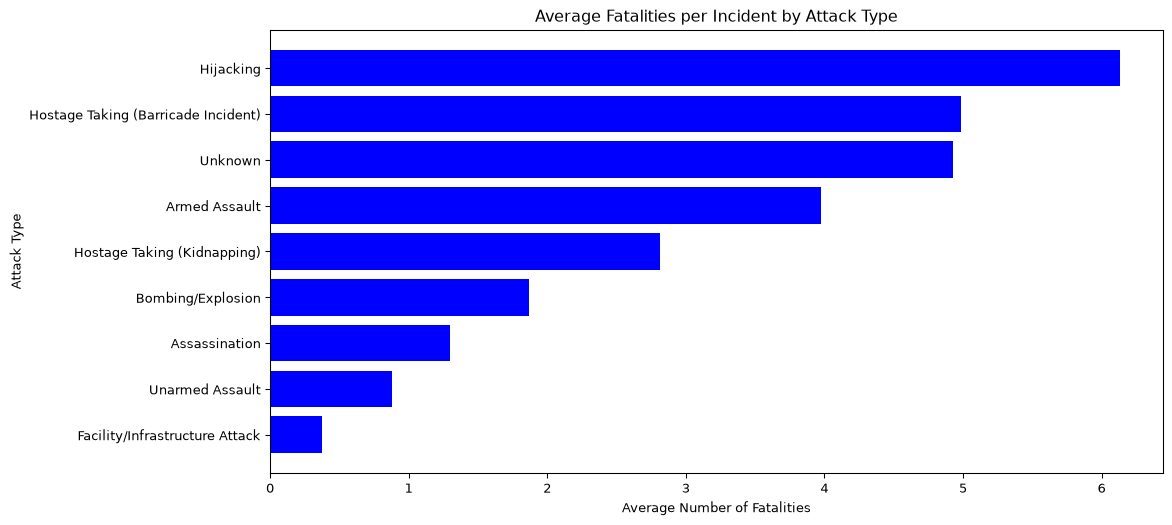 Average Fatalities per Incident by Attack Type
Attack Type
Hijacking
Hostage Taking (Barricade Incident)
Unknown
Armed Assault
Hostage Taking (Kidnapping)
Bombing/Explosion
Assassination
Unarmed Assault
Facility/Infrastructure Attack
0 1 2 3 4 5 6
Average Number of Fatalities